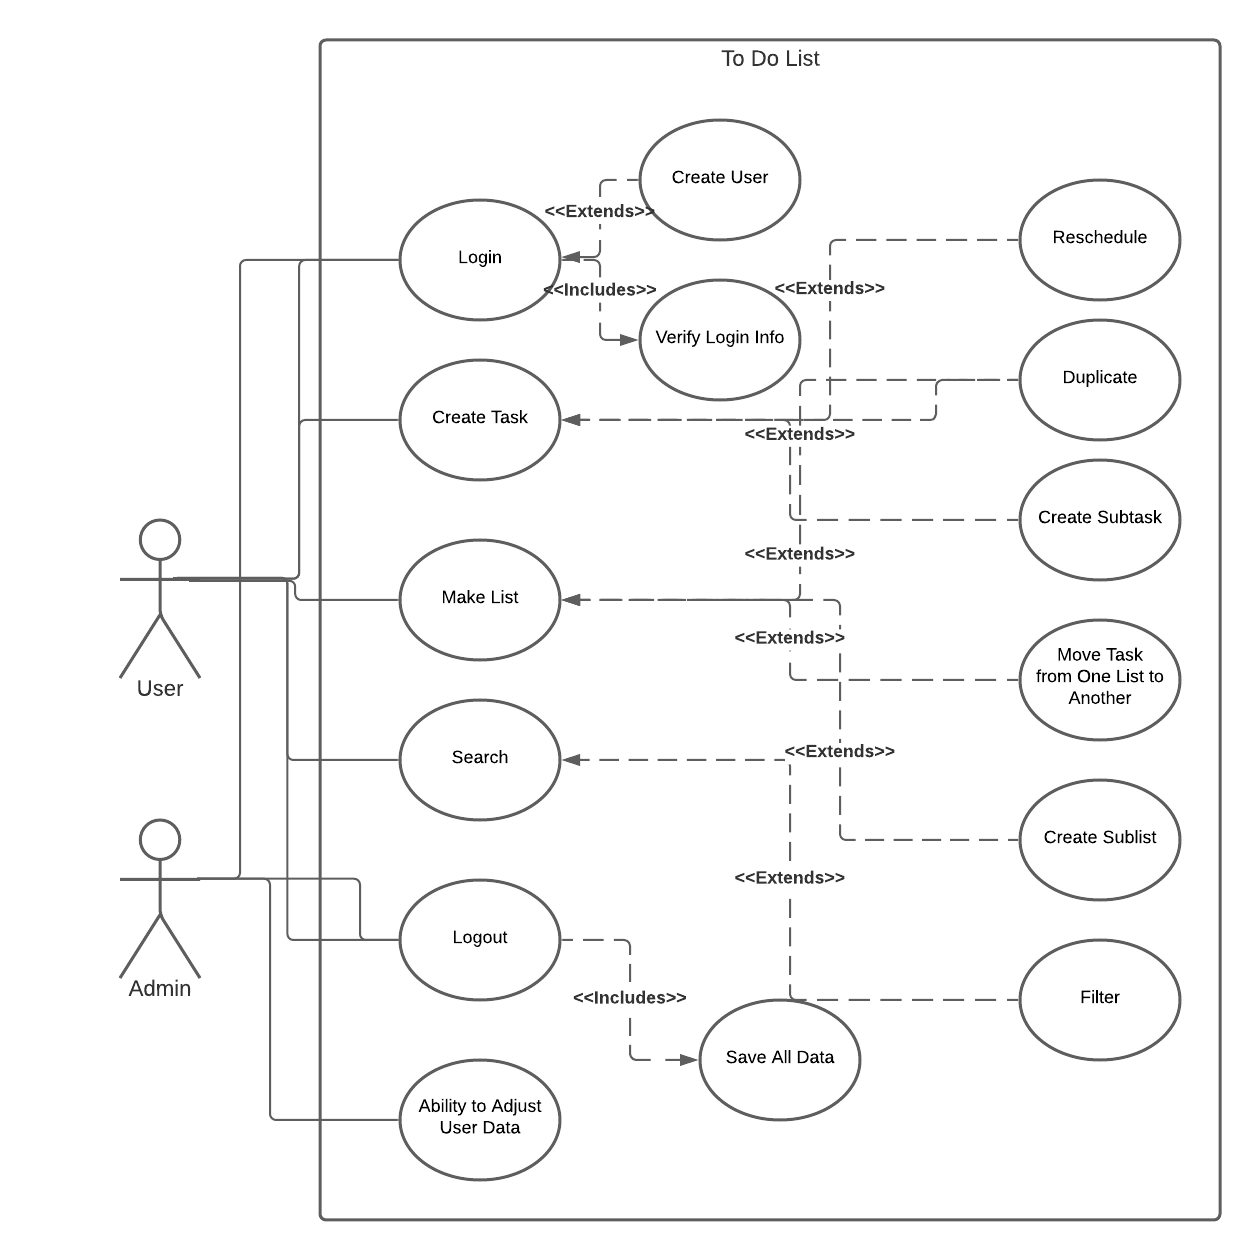 To Do List
Create User
<<Extends>>
Reschedule
Login
<<Includes>>
<<Extends>>
Verify Login Info
Duplicate
Create Task
<<Extends>>
Create Subtask
<<Extends>>
Make List
<<Extends>>
Move Task
from One List to
Another
User
Search
<<Extends>>
Create Sublist
<<Extends>>
Logout
Admin
<<Includes>>
Filter
Save All Data
Ability to Adjust
User Data